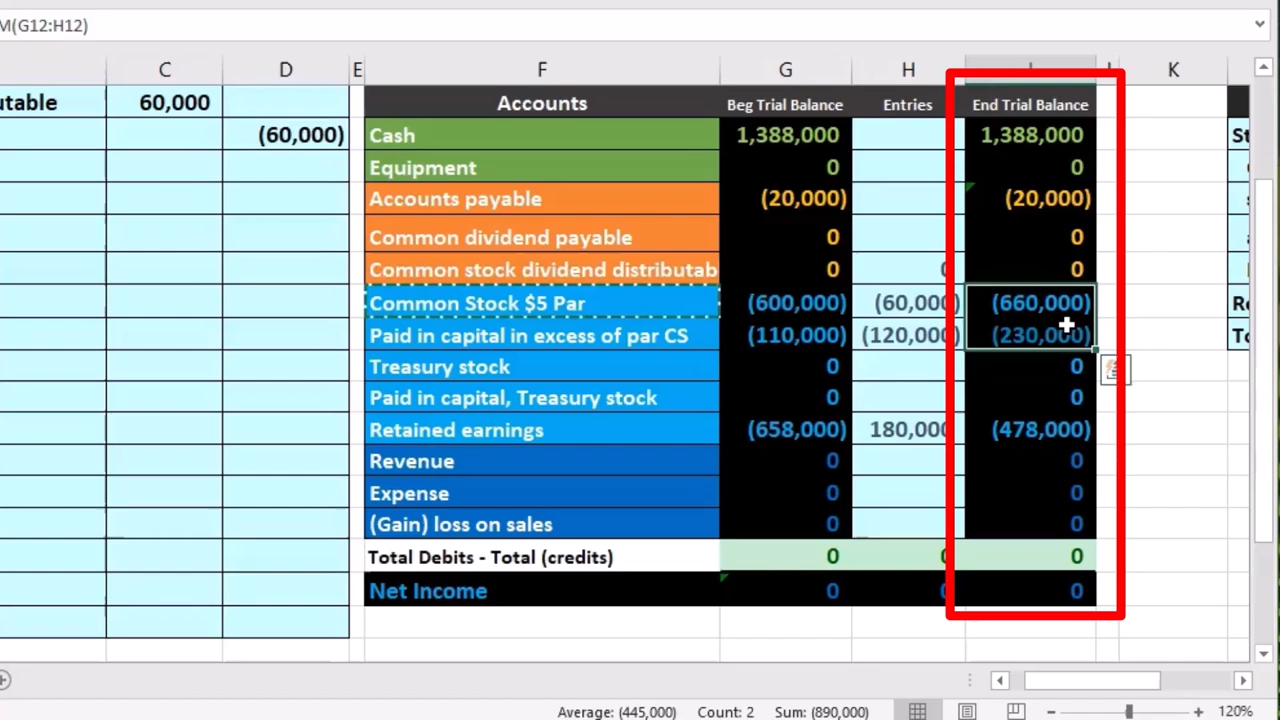 M(G12:H12)
C D E F G H K
utable 60,000 Accounts Beg Trial Balance Entries End Trial Balance
(60,000) Cash 1,388,000 1,388,000 St
Equipment 0 0
Accounts payable (20,000) (20,000)
Common dividend payable 0 0
Common stock dividend distributab 0 0 0
Common Stock $5 Par (600,000) (60,000) (660,000) Re
Paid in capital in excess of par CS (110,000) (120,000) (230,000) To
Treasury stock 0 0
Paid in capital, Treasury stock 0 0
Retained earnings (658,000) 180,000 (478,000)
Revenue 0 0
Expense 0 0
(Gain) loss on sales 0 0
Total Debits - Total (credits) 0 0 0
Net Income 0 0 0
Average: (445,000) Count: 2 Sum: (890,000) 120%